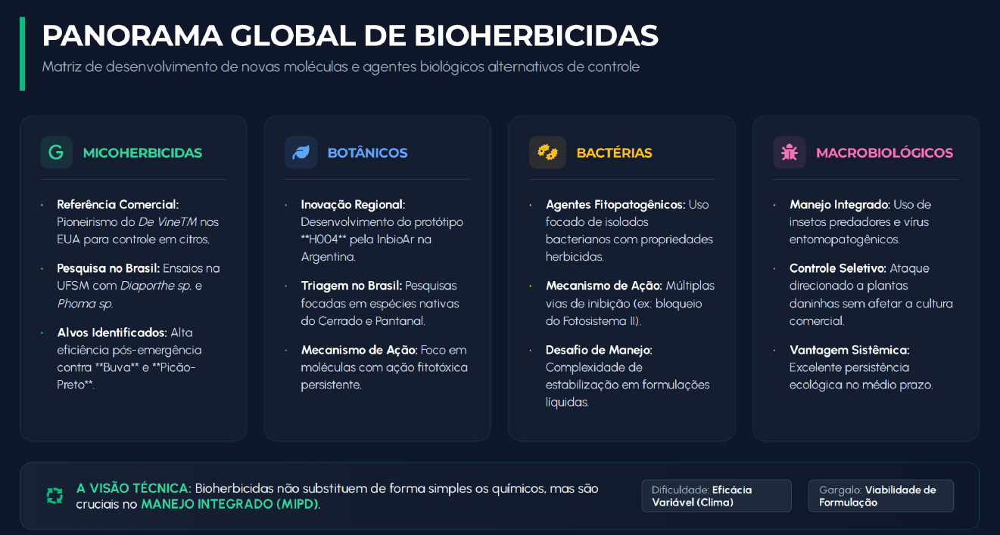 PANORAMA GLOBAL DE BIOHERBICIDAS
Matriz de desenvolvimento de novas moléculas e agentes biológicos alternativos de controle
MICOHERBICIDAS
Referência Comercial:
Pioneirismo do De VineTM nos
EUA para controle em citros.
Pesquisa no Brasil: Ensaios na
UFSM com Diaporthe sp. e
Phoma sp.
Alvos Identificados: Alta
eficiência pós-emergência
contra **Buva** e **Picão-
Preto**.
BOTÂNICOS
Inovação Regional:
Desenvolvimento do protótipo
**H004** pela InbioAr na
Argentina.
Triagem no Brasil: Pesquisas
focadas em espécies nativas
do Cerrado e Pantanal.
Mecanismo de Ação: Foco em
moléculas com ação fitotóxica
persistente.
BACTÉRIAS
Agentes Fitopatogênicos: Uso
focado de isolados
bacterianos com propriedades
herbicidas.
Mecanismo de Ação: Múltiplas
vias de inibição (ex: bloqueio
do Fotosistema II).
Desafio de Manejo:
Complexidade de
estabilização em formulações
líquidas.
MACROBIOLÓGICOS
Manejo Integrado: Uso de
insetos predadores e vírus
entomopatogênicos.
Controle Seletivo: Ataque
direcionado a plantas
daninhas sem afetar a cultura
comercial.
Vantagem Sistêmica:
Excelente persistência
ecológica no médio prazo.
A VISÃO TÉCNICA: Bioherbicidas não substituem de forma simples os químicos, mas são
cruciais no MANEJO INTEGRADO (MIPD).
Dificuldade: Eficácia
Variável (Clima)
Gargalo: Viabilidade de
Formulação